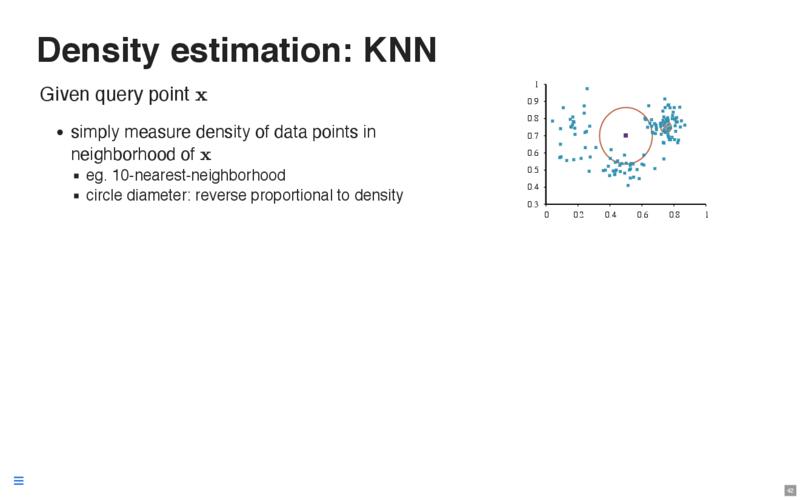 Density estimation: KNN
Given query point x
• simply measure density of data points in
neighborhood of x
▪ eg. 10-nearest-neighborhood
▪ circle diameter: reverse proportional to density
1
0.9
0.8
0.7
0.6
0.5
0.4
0.3
0 0.2 0.4 0.6 0.8 1
42